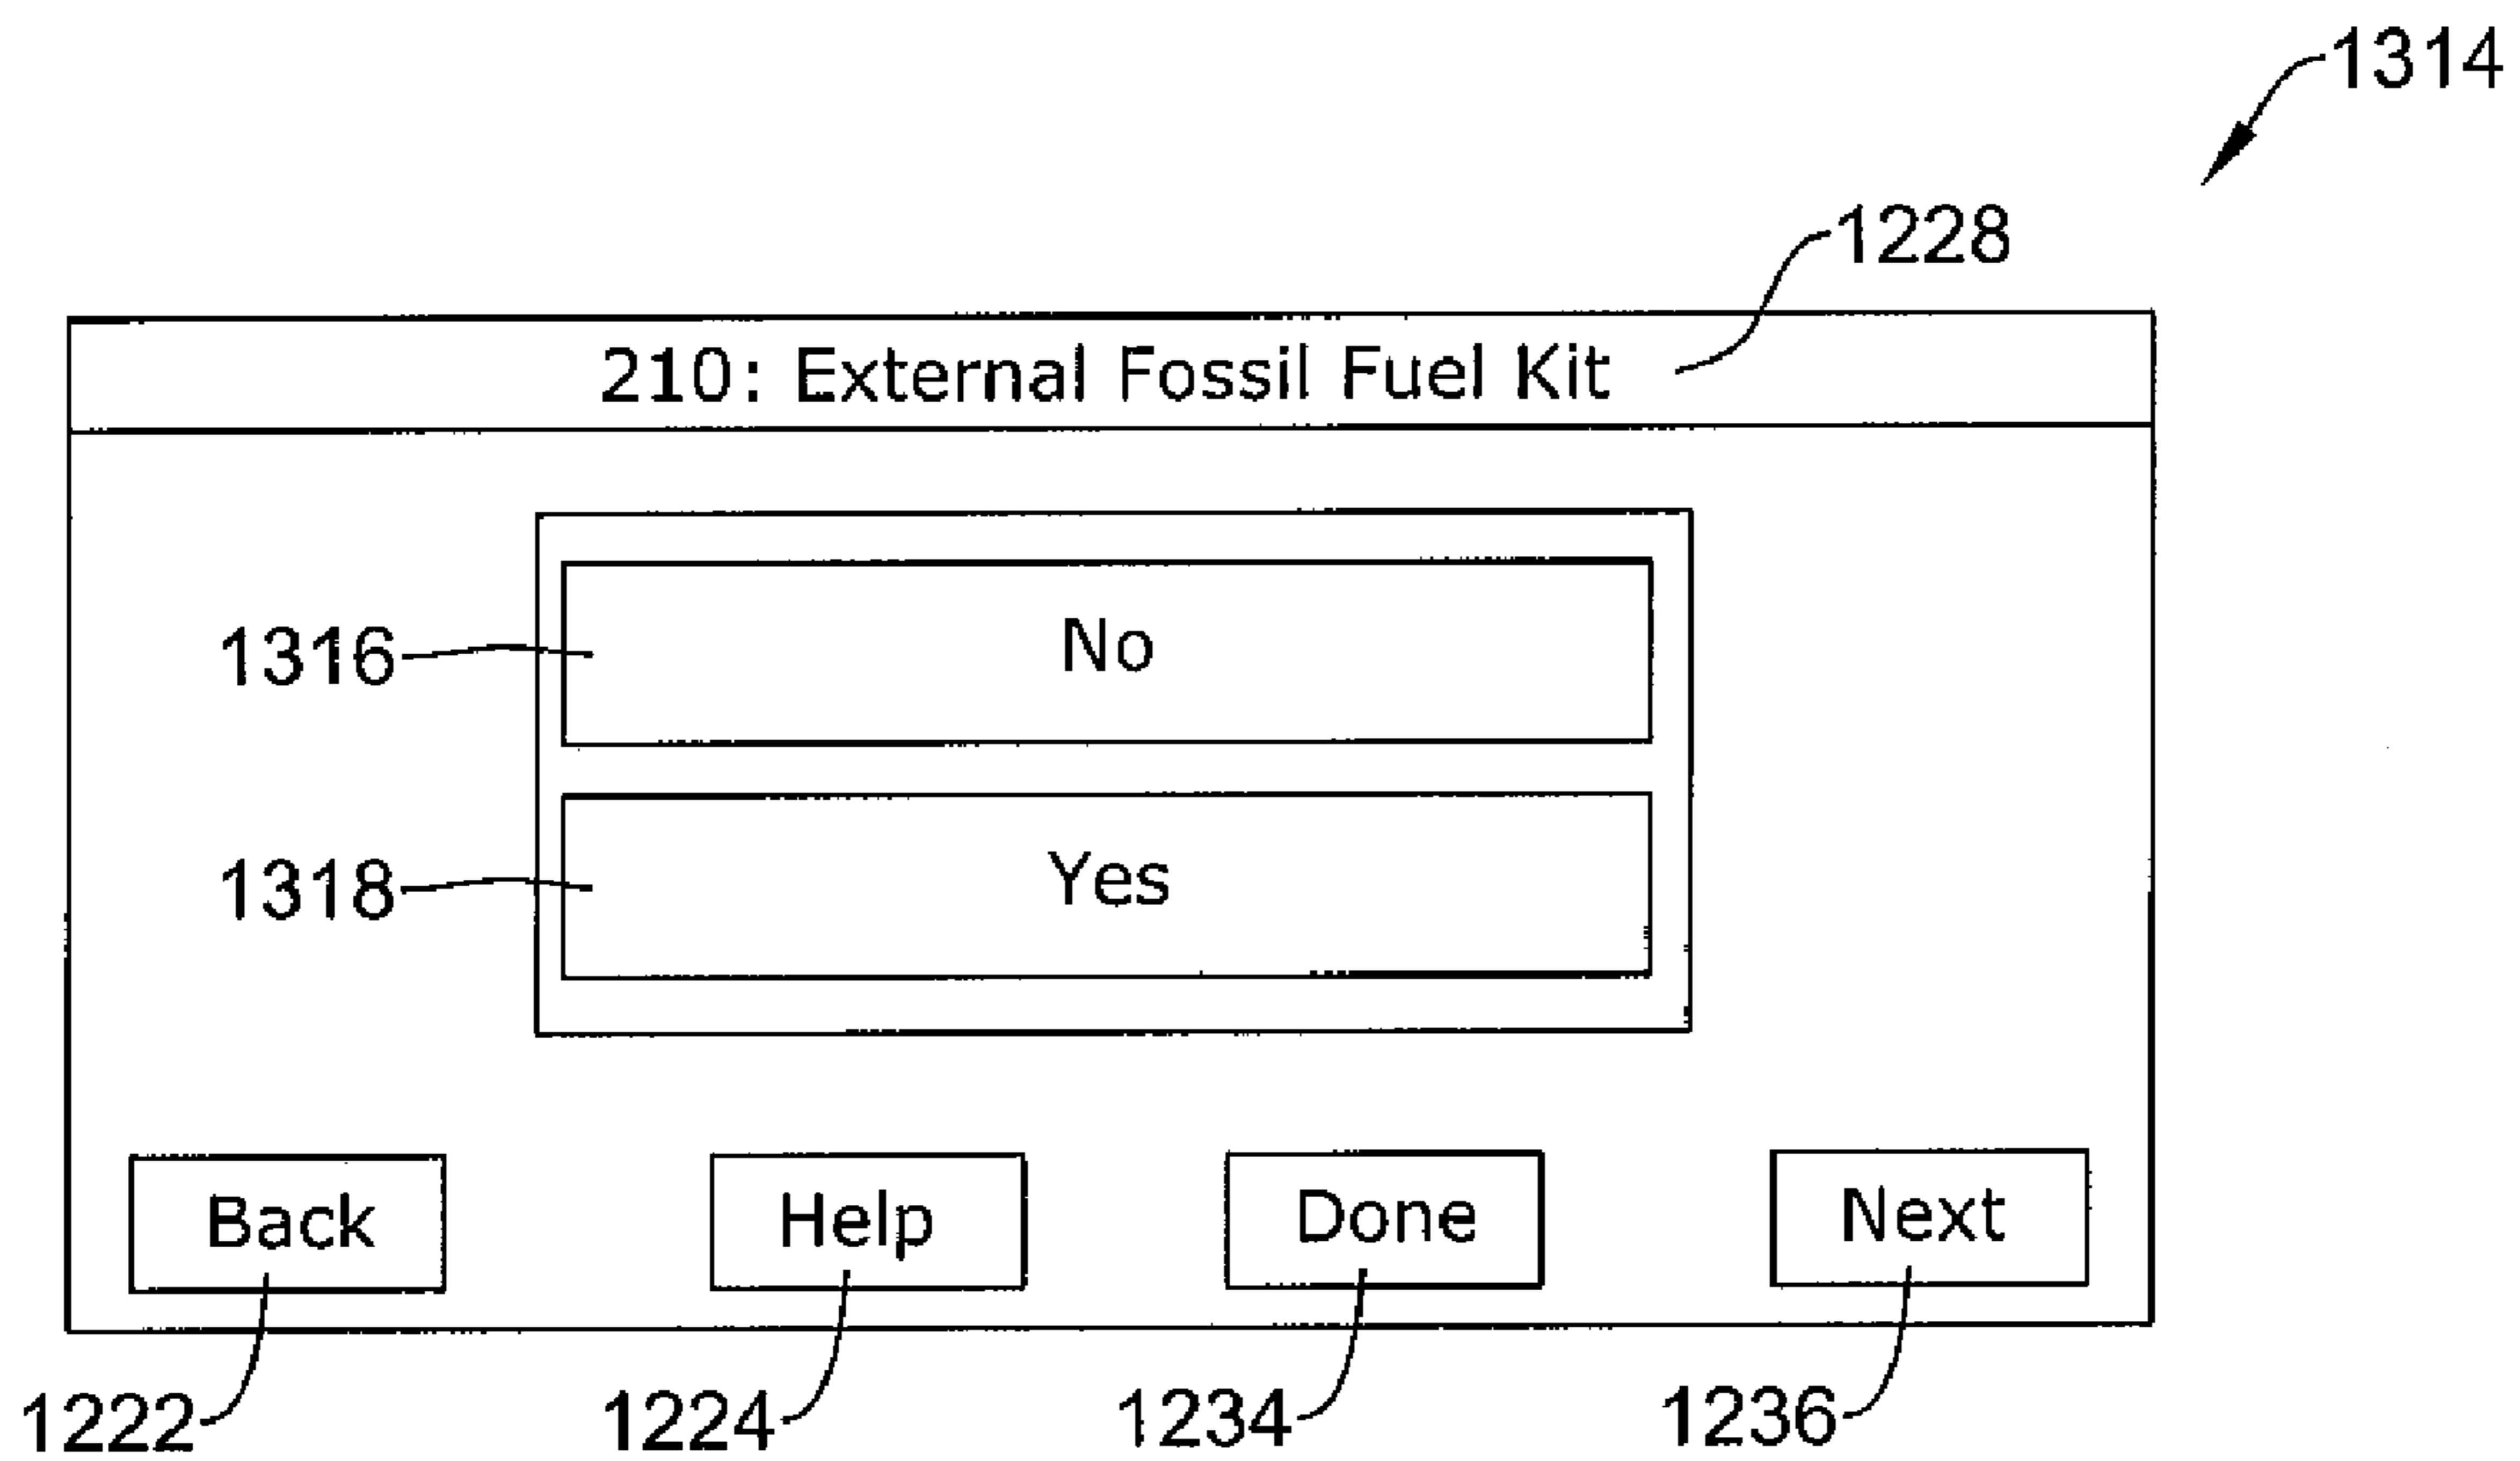 1314
1228
210: External Fossil Fuel Kit
1316
No
1318
Yes
Back
Help
Done
Next
1222
1224
1234
1236